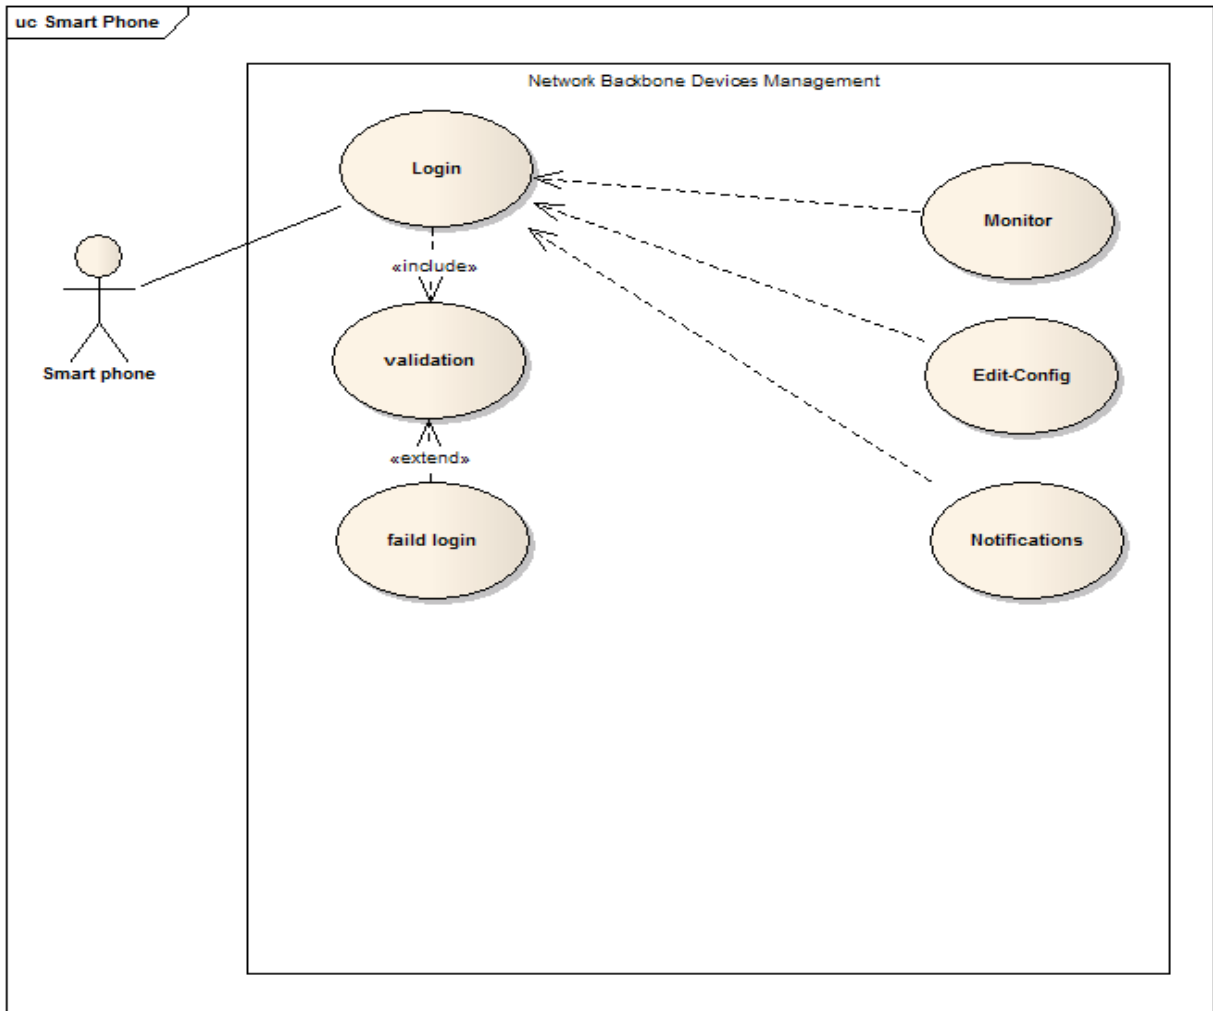 uc Smart Phone
Network Backbone Devices Management
Login
Monitor
«include»
validation
Edit-Config
Smart phone
«extend»
faild login
Notifications